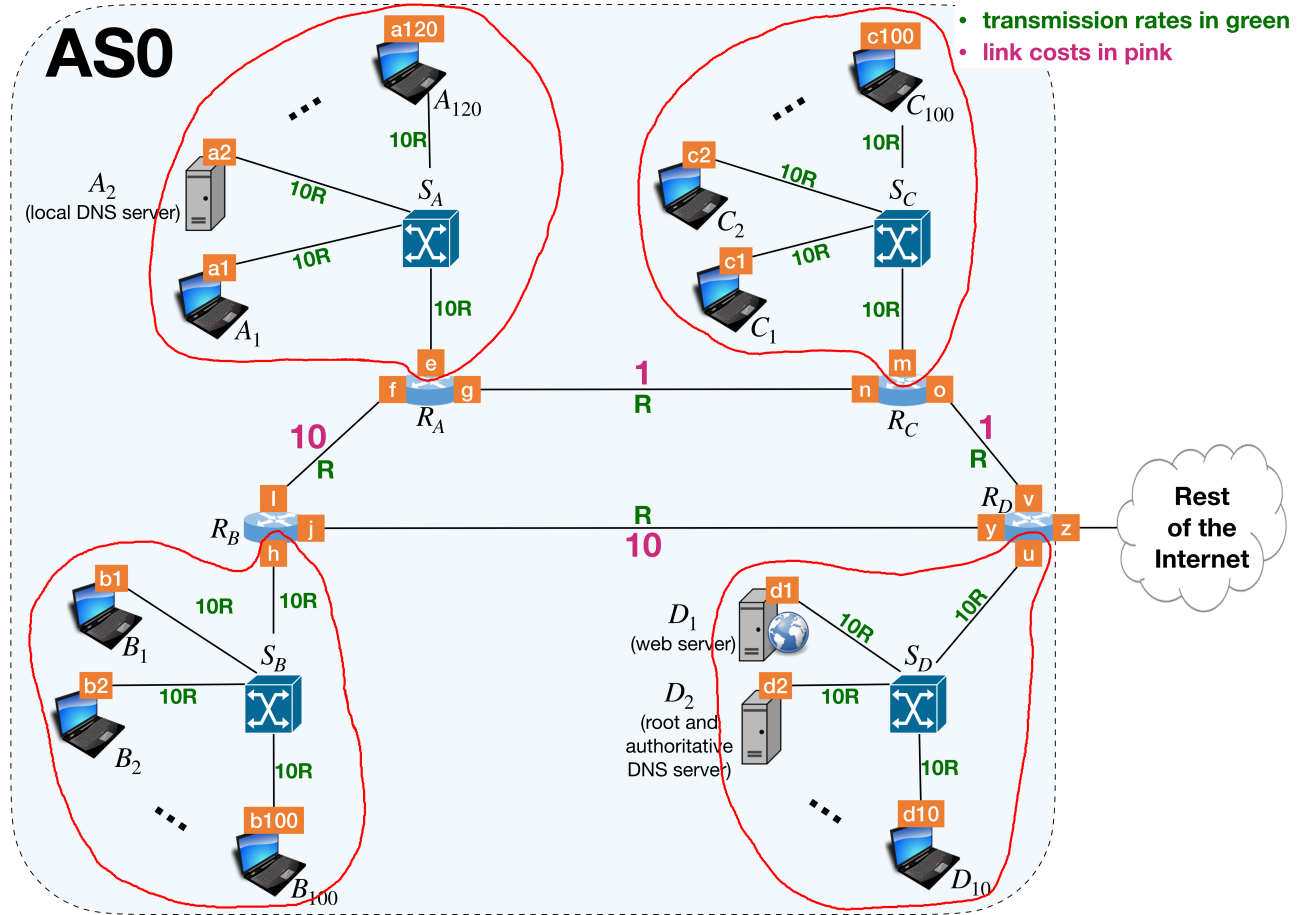 AS0
• transmission rates in green
• link costs in pink
a120
A120
10R
a2
A2
(local DNS server)
10R
SA
a1
A1
10R
10R
e
f
g
RA
c100
C100
10R
c2
C2
10R
SC
c1
C1
10R
10R
m
n
o
RC
1
R
10
R
1
R
l
RB
j
h
R
10
RD
v
y
z
u
Rest
of the
Internet
b1
B1
10R
10R
SB
b2
B2
10R
10R
b100
B100
d1
D1
(web server)
10R
10R
SD
d2
D2
(root and
authoritative
DNS server)
10R
10R
d10
D10